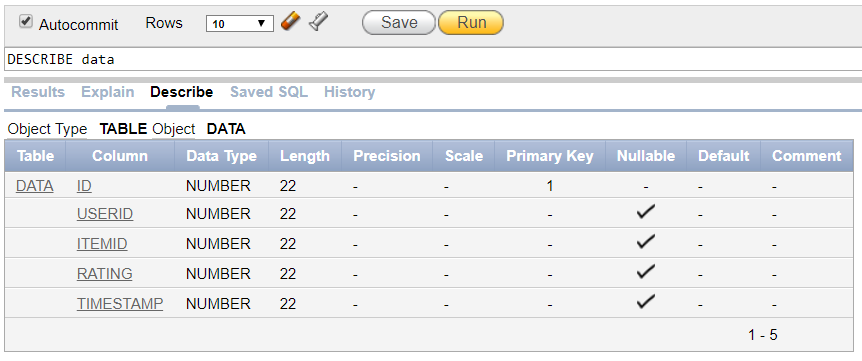 Autocommit Rows 10 Save Run
DESCRIBE data
Results Explain Describe Saved SQL History
Object Type TABLE Object DATA
Table Column Data Type Length Precision Scale Primary Key Nullable Default Comment
DATA ID NUMBER 22 - - 1 - - -
USERID NUMBER 22 - - - ✓ - -
ITEMID NUMBER 22 - - - ✓ - -
RATING NUMBER 22 - - - ✓ - -
TIMESTAMP NUMBER 22 - - - ✓ - -
1 - 5